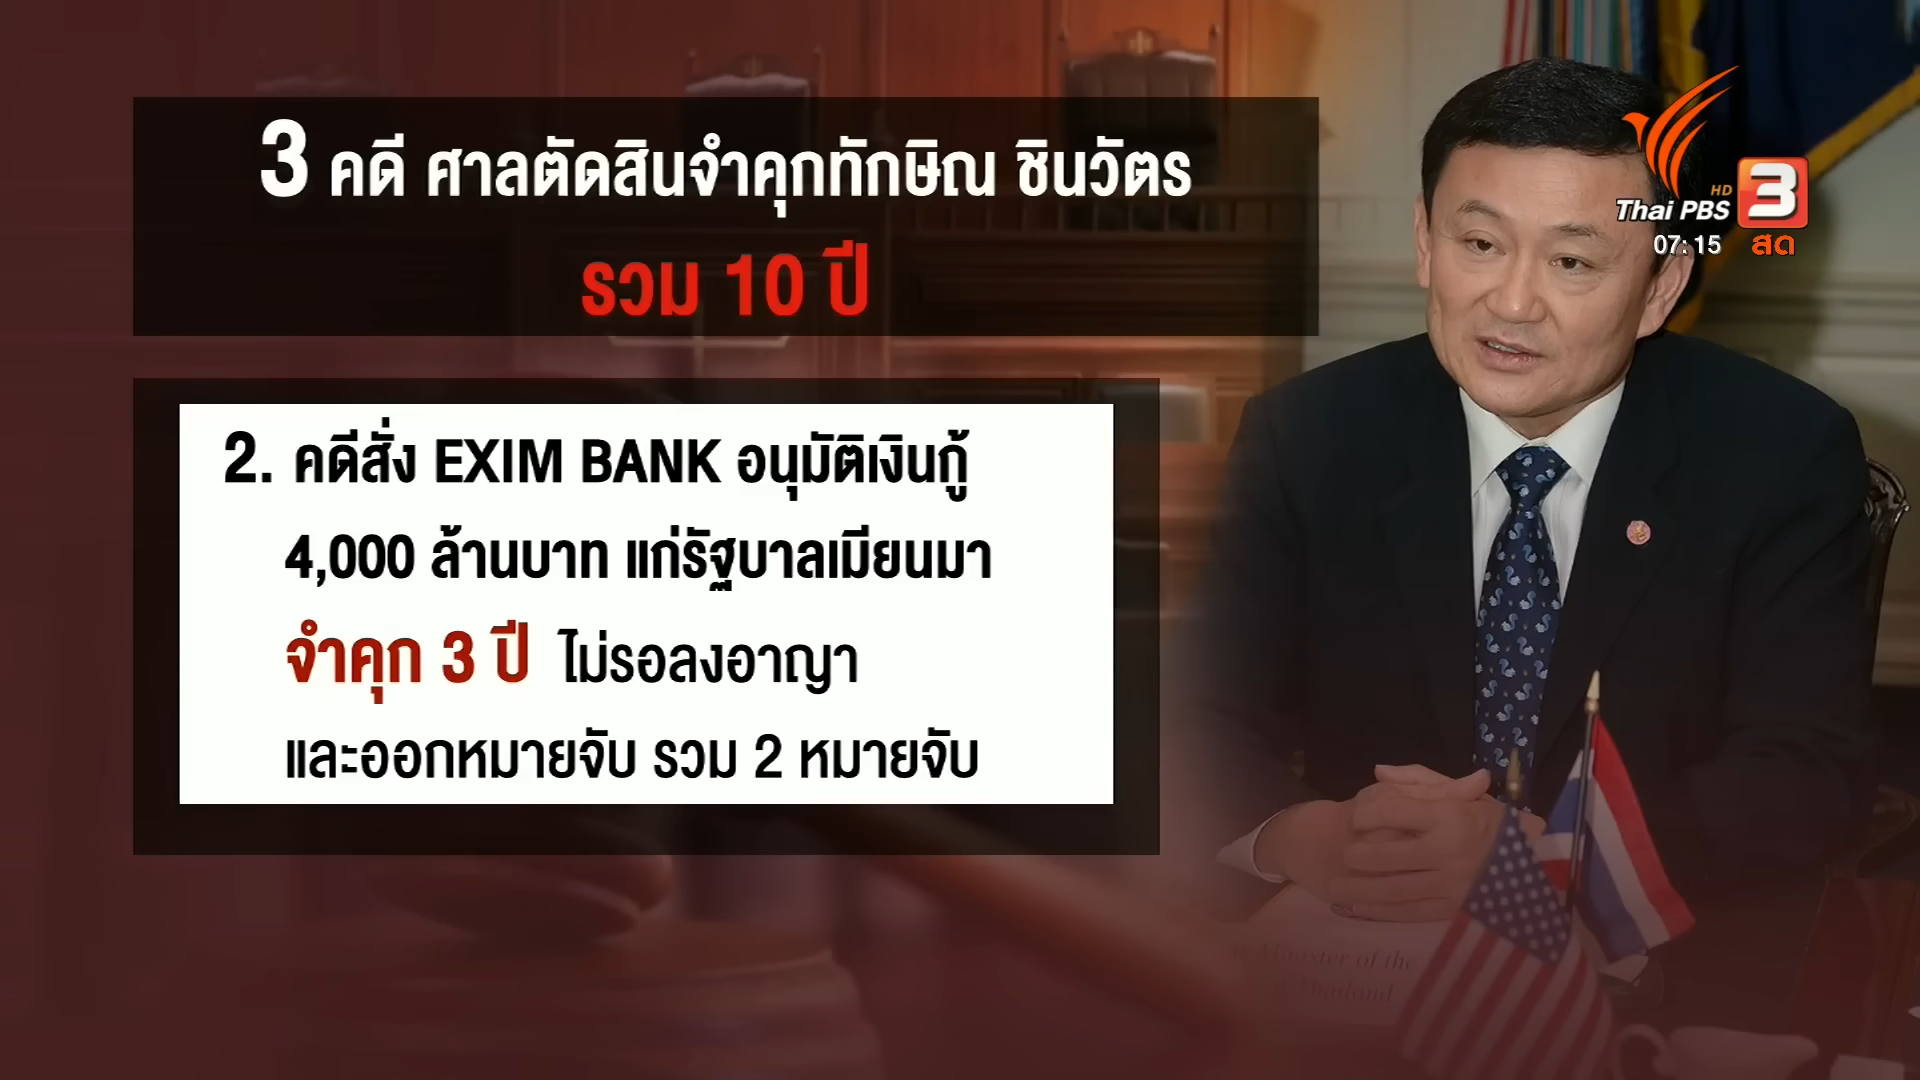 3 คดี ศาลตัดสินจำคุกทักษิณ ชินวัตร
รวม 10 ปี
2. คดีสั่ง EXIM BANK อนุมัติเงินกู้
4,000 ล้านบาท แก่รัฐบาลเมียนมา
จำคุก 3 ปี ไม่รอลงอาญา
และออกหมายจับ รวม 2 หมายจับ
HD
Thai PBS 3
07:15 สด
Minister of the
Thailand